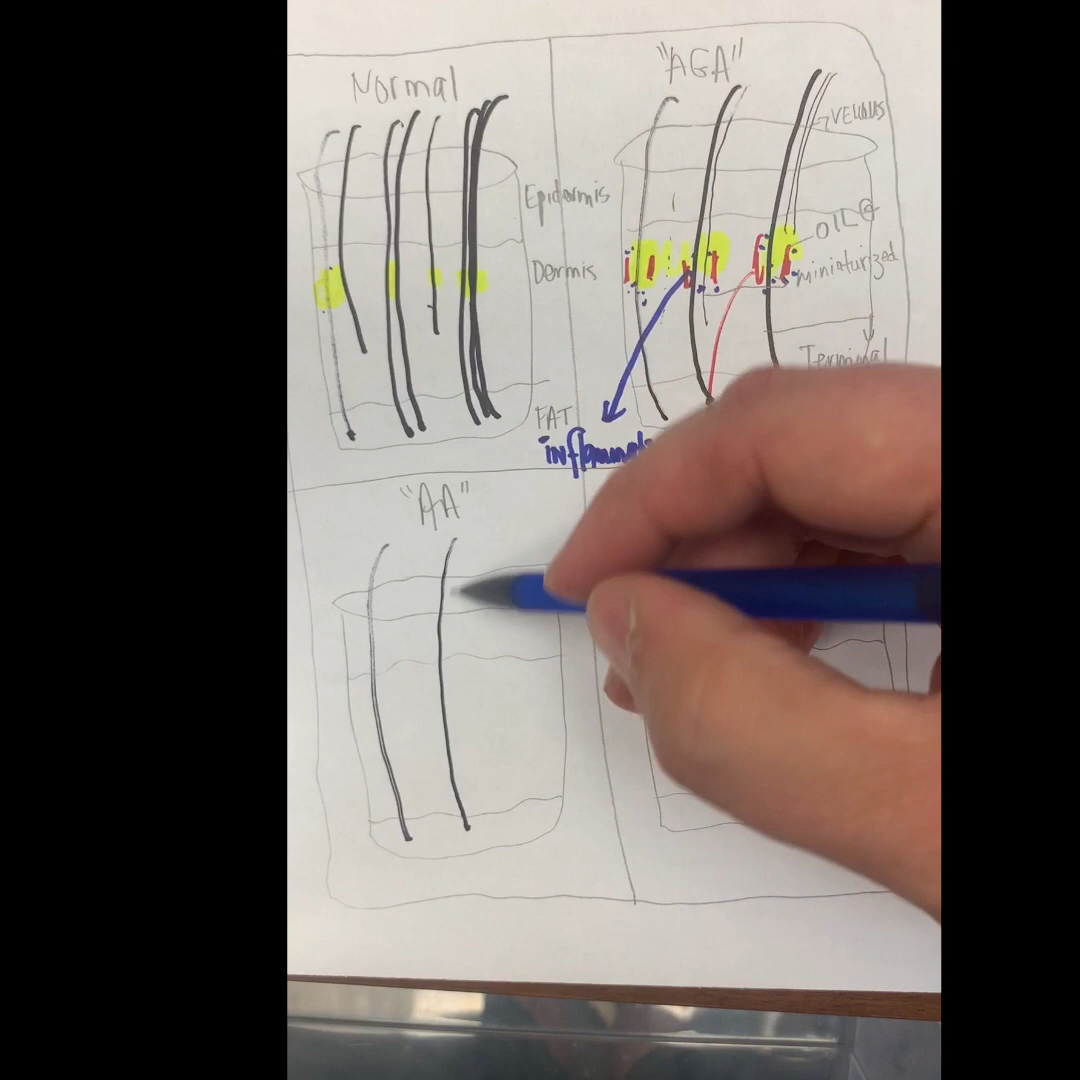 Normal
"AGA"
VELLUS
Epidermis
OIL @
Dermis
miniaturized
Terminal
FAT
"AA"